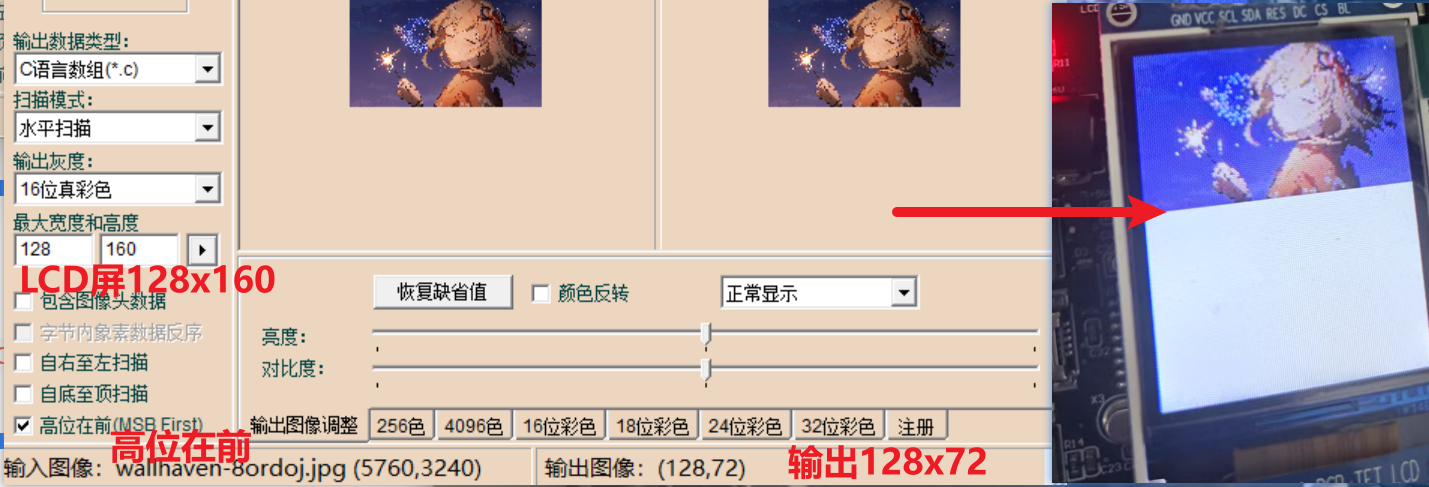 输出数据类型:
C语言数组(*.c)
扫描模式:
水平扫描
输出灰度:
16位真彩色
最大宽度和高度
128
160
LCD屏128x160
包含图像头数据
字节内象素数据反序
自右至左扫描
自底至顶扫描
高位在前(MSB First)
高位在前
恢复缺省值
颜色反转
正常显示
亮度:
对比度:
输出图像调整
256色
4096色
16位彩色
18位彩色
24位彩色
32位彩色
注册
输入图像: wallhaven-8ordoj.jpg (5760,3240)
输出图像: (128,72)
输出128x72
GND VCC SCL SDA RES DC CS BL
R11
X3
R14
C23
TFT LCD